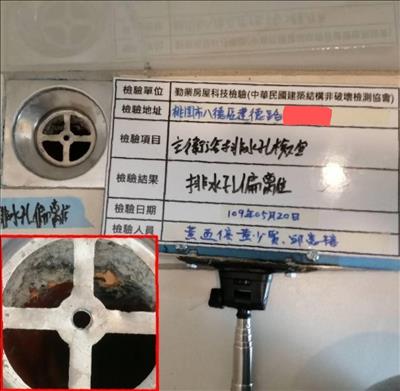 檢驗單位 勤業房屋科技檢驗(中華民國建築結構非破壞檢測協會)
檢驗地址 桃園市八德區建德路
檢驗項目 主衛浴排水孔檢查
檢驗結果 排水孔偏離
檢驗日期 109年05月20日
檢驗人員
排水孔偏離